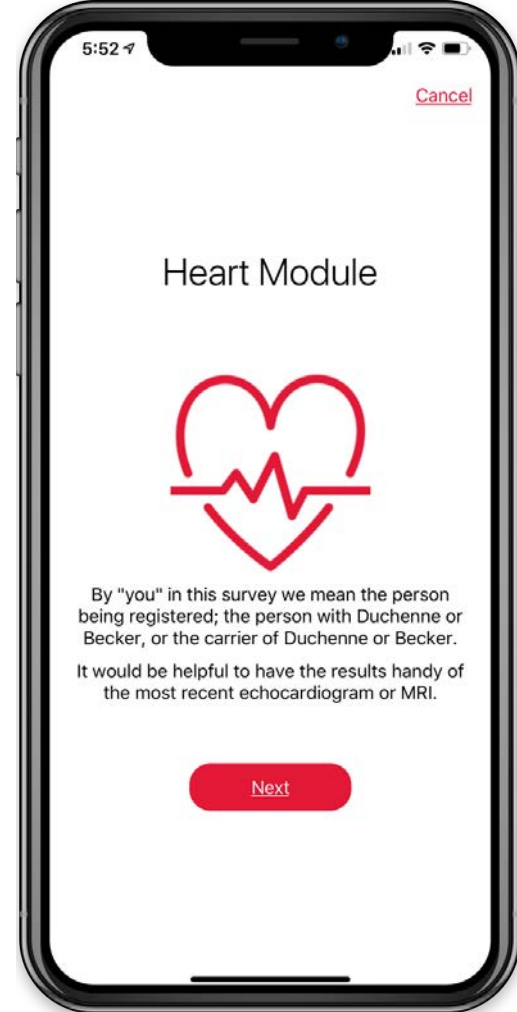 5:52
Cancel
Heart Module
By "you" in this survey we mean the person
being registered; the person with Duchenne or
Becker, or the carrier of Duchenne or Becker.
It would be helpful to have the results handy of
the most recent echocardiogram or MRI.
Next